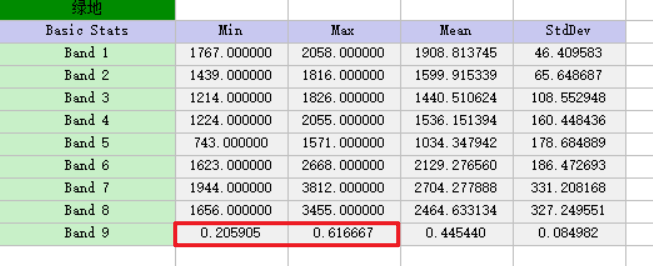 绿地
Basic Stats Min Max Mean StdDev
Band 1 1767.000000 2058.000000 1908.813745 46.409583
Band 2 1439.000000 1816.000000 1599.915339 65.648687
Band 3 1214.000000 1826.000000 1440.510624 108.552948
Band 4 1224.000000 2055.000000 1536.151394 160.448436
Band 5 743.000000 1571.000000 1034.347942 178.684889
Band 6 1623.000000 2668.000000 2129.276560 186.472693
Band 7 1944.000000 3812.000000 2704.277888 331.208168
Band 8 1656.000000 3455.000000 2464.633134 327.249551
Band 9 0.205905 0.616667 0.445440 0.084982